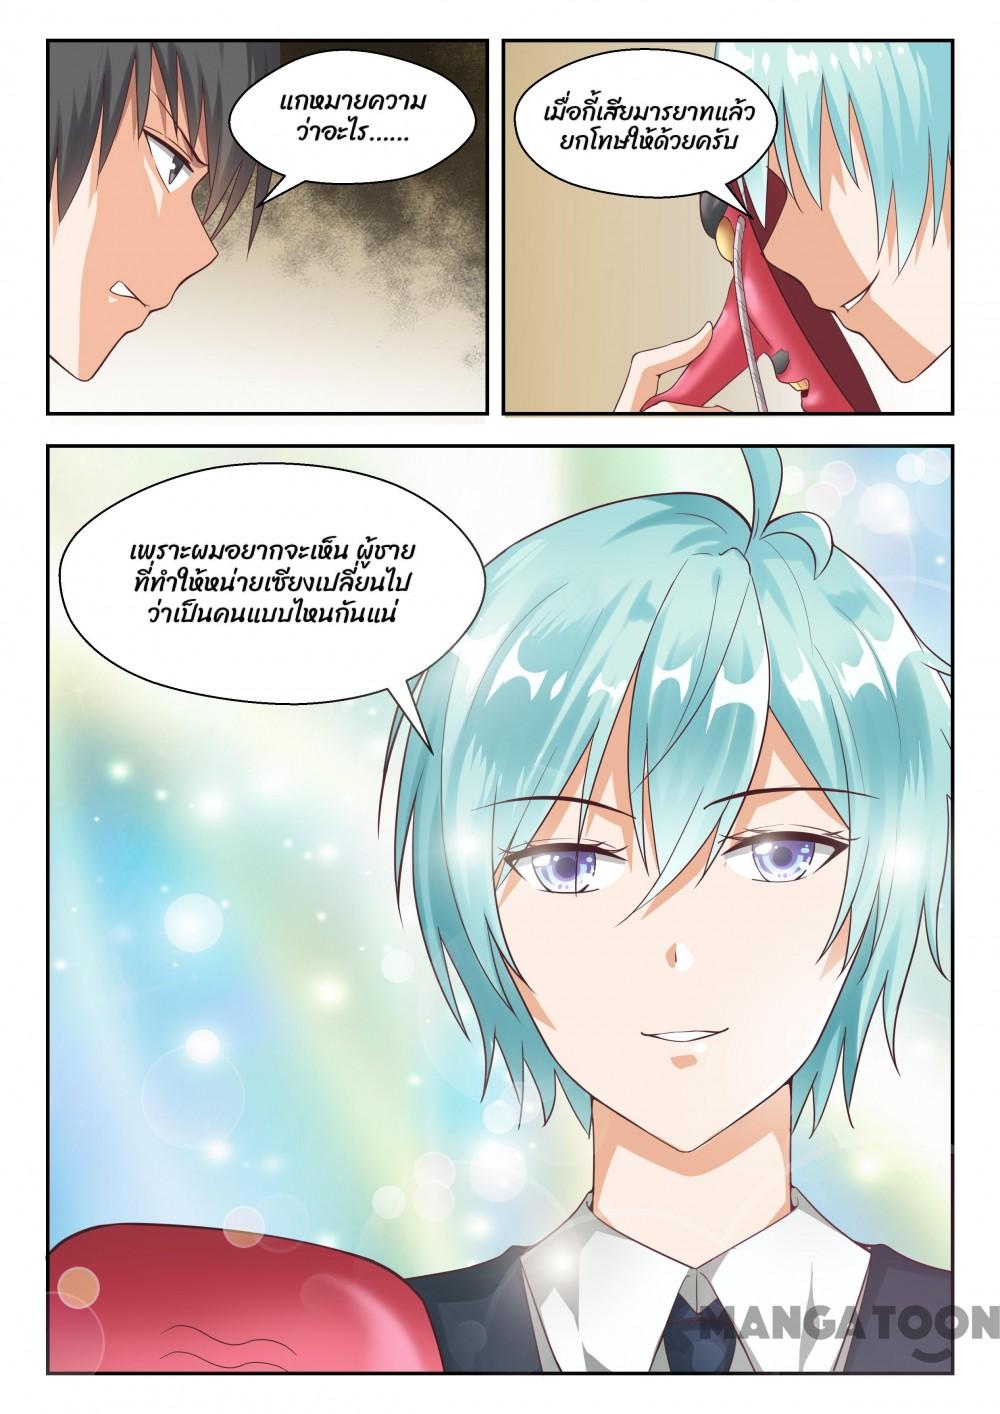 แกหมายความ
ว่าอะไร......
เมื่อกี้เสียมารยาทแล้ว
ยกโทษให้ด้วยครับ
เพราะผมอยากจะเห็น ผู้ชาย
ที่ทำให้หน่ายเซียงเปลี่ยนไป
ว่าเป็นคนแบบไหนกันแน่
MANGATOON